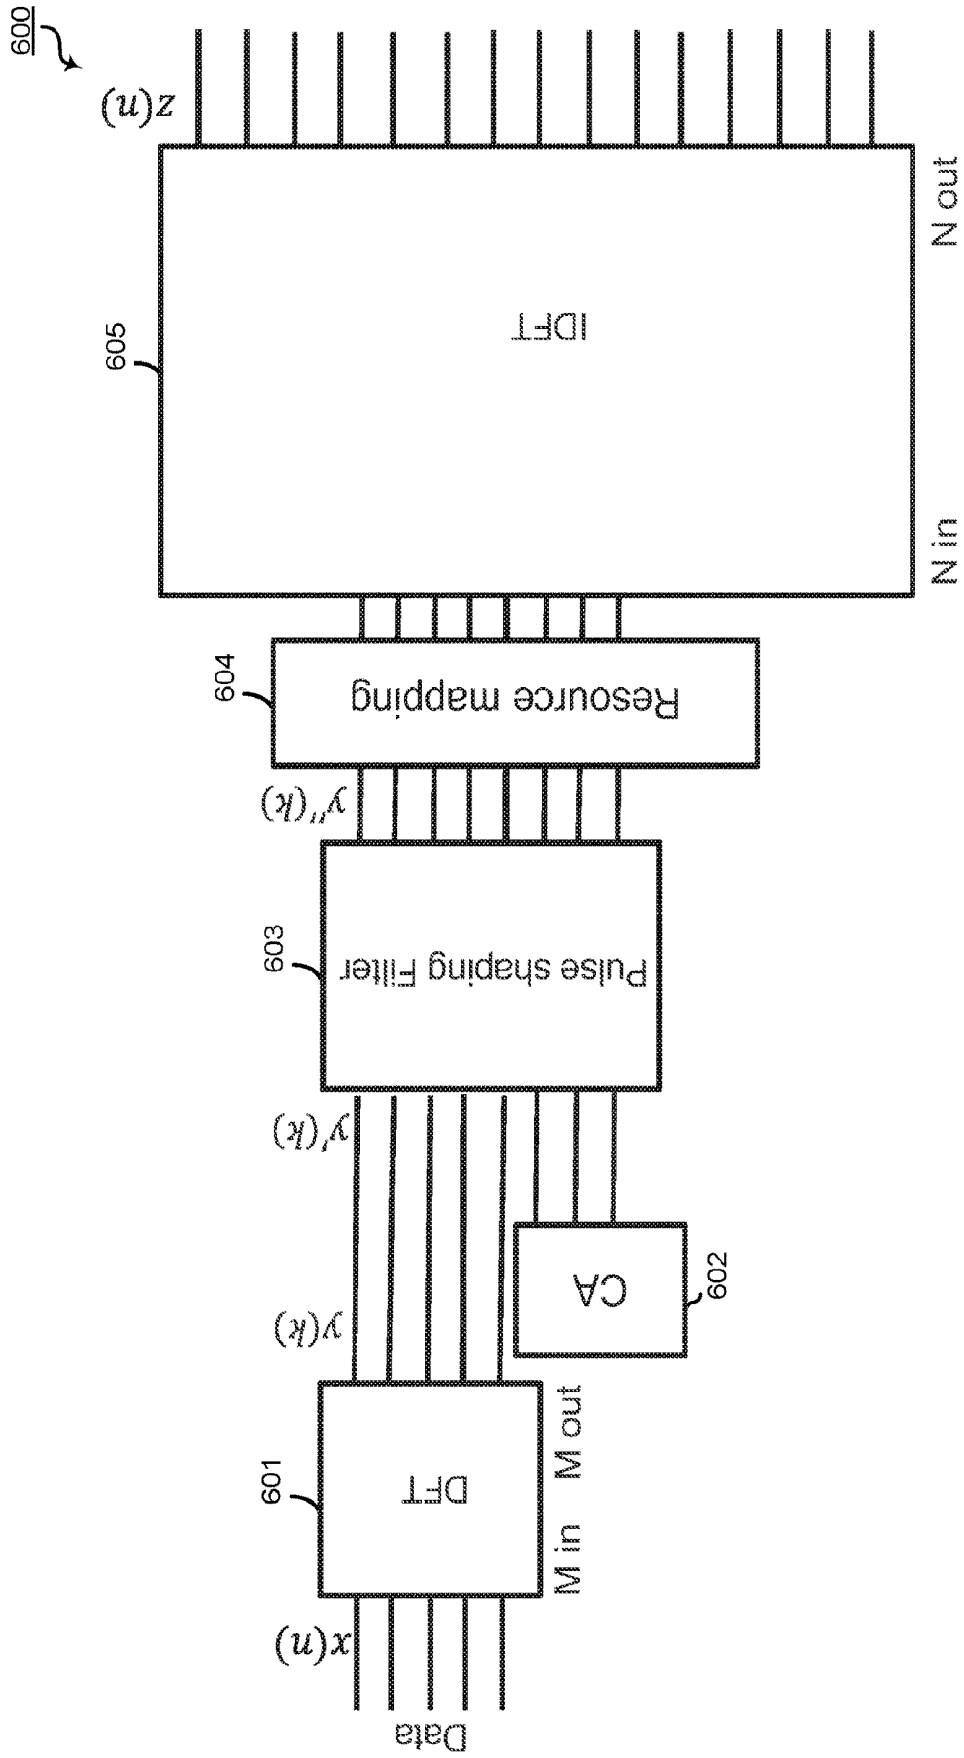 600
Data
x(n)
601
DFT
M in
M out
y(k)
CA
602
y'(k)
603
Pulse shaping Filter
y''(k)
604
Resource mapping
605
IDFT
N in
N out
z(n)